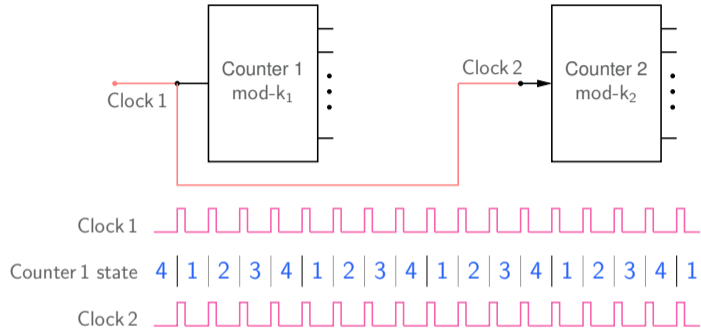 Counter 1
mod-k₁
Clock 1
Clock 2
Counter 2
mod-k₂
Clock 1
Counter 1 state 4 1 2 3 4 1 2 3 4 1 2 3 4 1 2 3 4 1
Clock 2